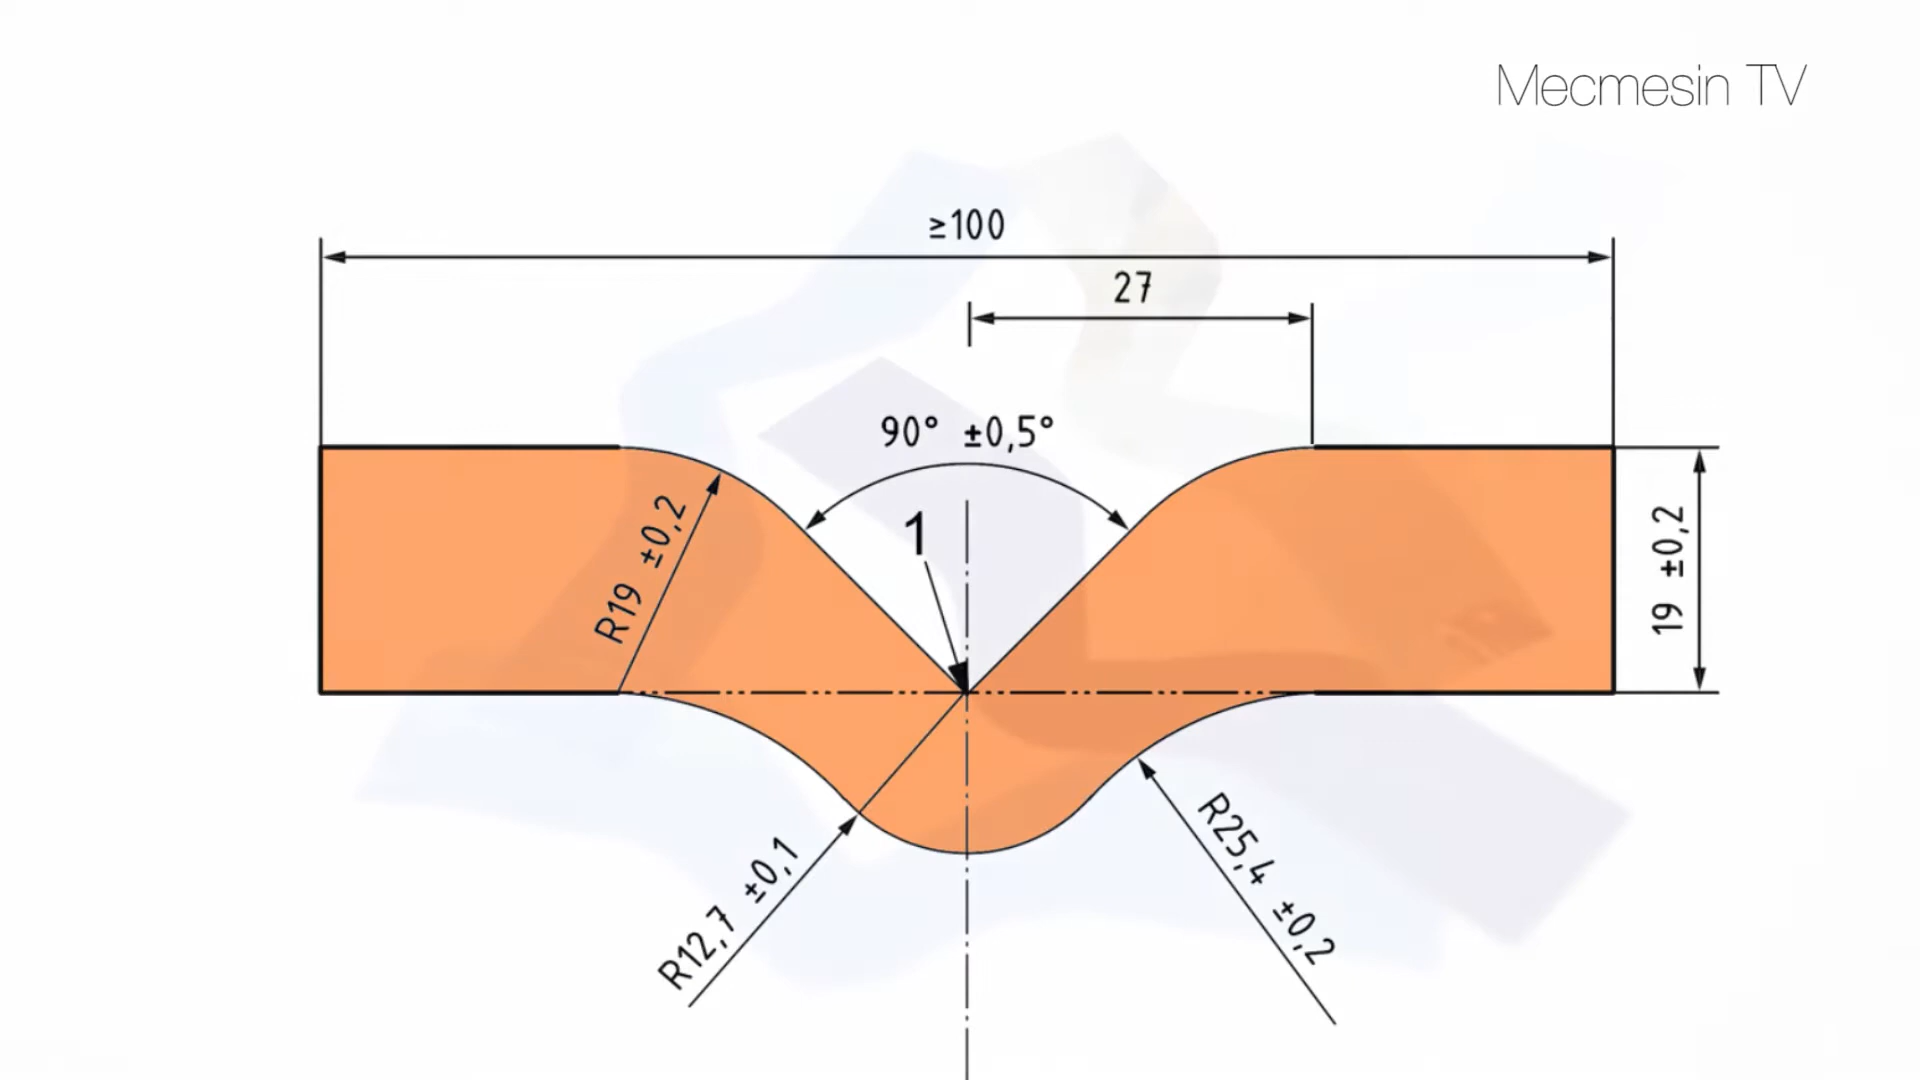 Mecmesin TV
≥100
27
90° ±0,5°
1
R19 ±0,2
19 ±0,2
R12,7 ±0,1
R25,4 ±0,2